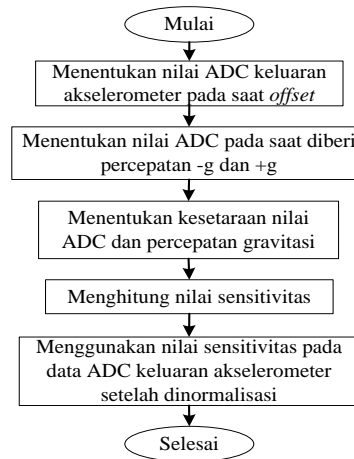 Mulai
Menentukan nilai ADC keluaran
akselerometer pada saat offset
Menentukan nilai ADC pada saat diberi
percepatan -g dan +g
Menentukan kesetaraan nilai
ADC dan percepatan gravitasi
Menghitung nilai sensitivitas
Menggunakan nilai sensitivitas pada
data ADC keluaran akselerometer
setelah dinormalisasi
Selesai